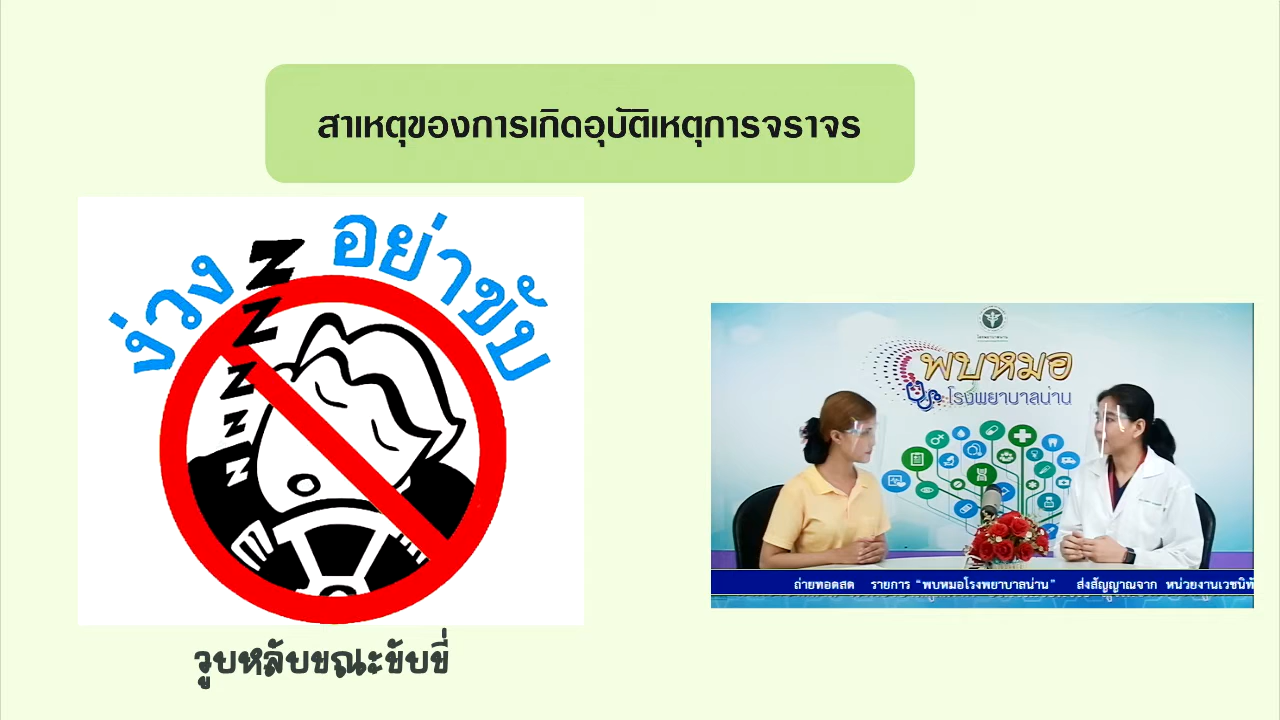 สาเหตุของการเกิดอุบัติเหตุการจราจร
ง่วง อย่าขับ
วูบหลับขณะขับขี่
พบหมอ
โรงพยาบาลน่าน
ถ่ายทอดสด รายการ “พบหมอโรงพยาบาลน่าน” ส่งสัญญาณจาก หน่วยงานเวชนิทั